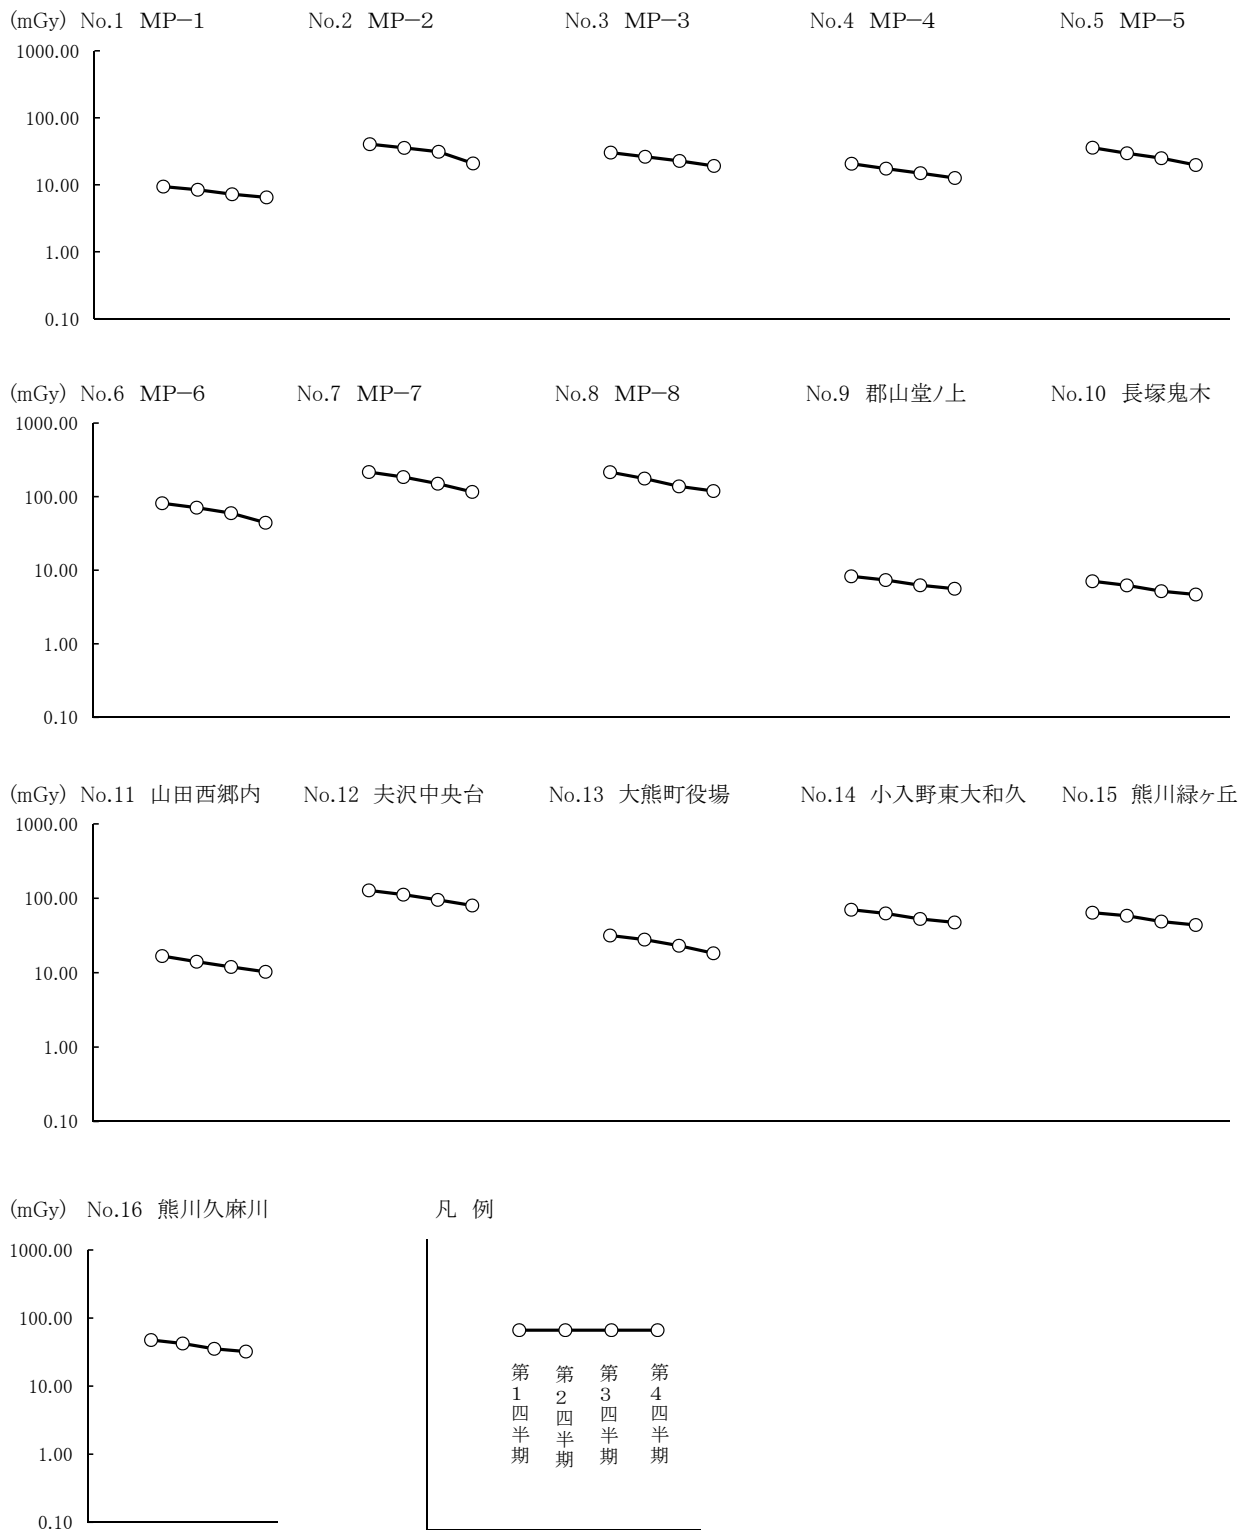 (mGy) No.1 MP−1 No.2 MP−2 No.3 MP−3 No.4 MP−4 No.5 MP−5
1000.00
100.00
10.00
1.00
0.10
(mGy) No.6 MP−6 No.7 MP−7 No.8 MP−8 No.9 郡山堂ノ上 No.10 長塚鬼木
1000.00
100.00
10.00
1.00
0.10
(mGy) No.11 山田西郷内 No.12 夫沢中央台 No.13 大熊町役場 No.14 小入野東大和久 No.15 熊川緑ヶ丘
1000.00
100.00
10.00
1.00
0.10
(mGy) No.16 熊川久麻川 凡 例
1000.00
100.00
10.00
1.00
0.10
第1四半期
第2四半期
第3四半期
第4四半期